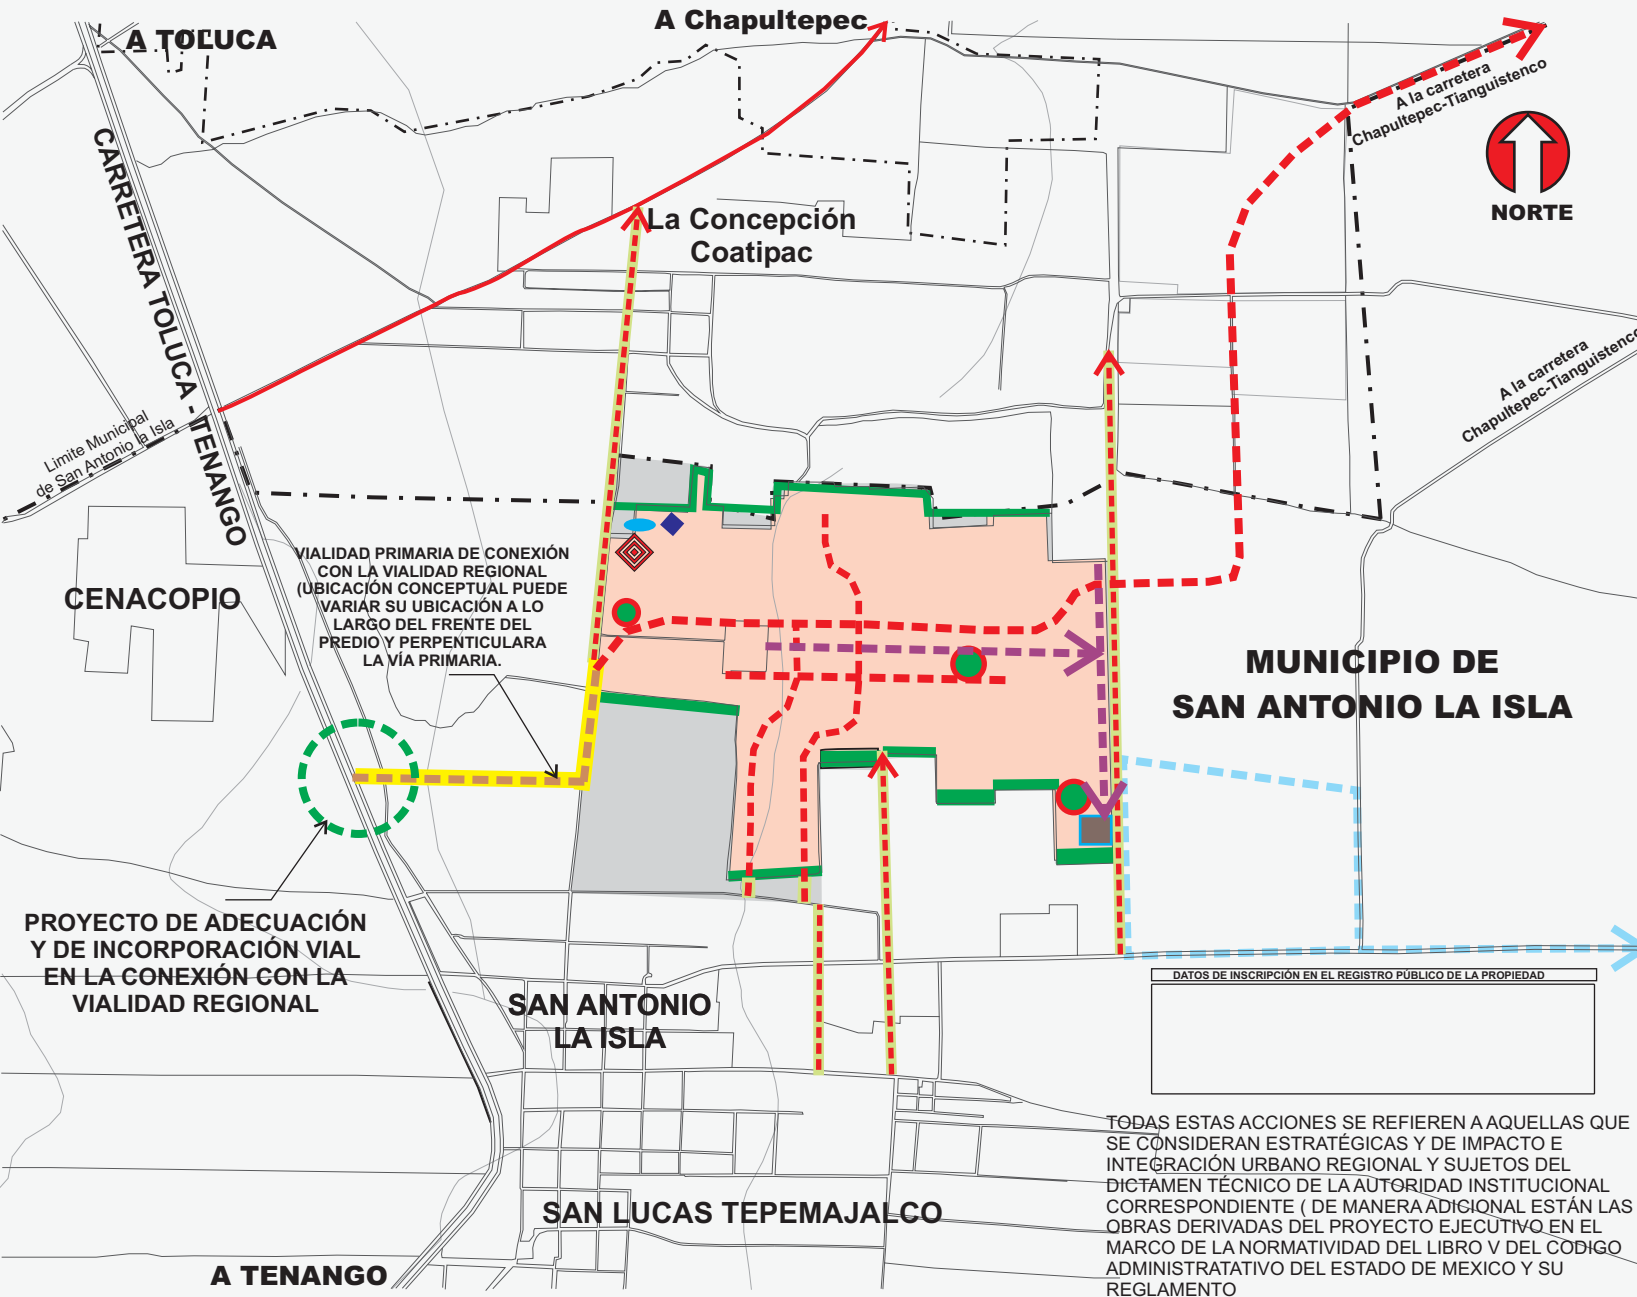 A TOLUCA
A Chapultepec
A la carretera
Chapultepec-Tianguistenco
NORTE
CARRETERA TOLUCA - TENANGO
La Concepción
Coatipac
A la carretera
Chapultepec-Tianguistenco
Limite Municipal
de San Antonio la Isla
CENACOPIO
VIALIDAD PRIMARIA DE CONEXIÓN
CON LA VIALIDAD REGIONAL
(UBICACIÓN CONCEPTUAL PUEDE
VARIAR SU UBICACIÓN A LO
LARGO DEL FRENTE DEL
PREDIO Y PERPENTICULARA
LA VÍA PRIMARIA.
MUNICIPIO DE
SAN ANTONIO LA ISLA
PROYECTO DE ADECUACIÓN
Y DE INCORPORACIÓN VIAL
EN LA CONEXIÓN CON LA
VIALIDAD REGIONAL
DATOS DE INSCRIPCIÓN EN EL REGISTRO PÚBLICO DE LA PROPIEDAD
SAN ANTONIO
LA ISLA
SAN LUCAS TEPEMAJALCO
A TENANGO
TODAS ESTAS ACCIONES SE REFIEREN A AQUELLAS QUE
SE CONSIDERAN ESTRATÉGICAS Y DE IMPACTO E
INTEGRACIÓN URBANO REGIONAL Y SUJETOS DEL
DICTAMEN TÉCNICO DE LA AUTORIDAD INSTITUCIONAL
CORRESPONDIENTE ( DE MANERA ADICIONAL ESTÁN LAS
OBRAS DERIVADAS DEL PROYECTO EJECUTIVO EN EL
MARCO DE LA NORMATIVIDAD DEL LIBRO V DEL CODIGO
ADMINISTRATATIVO DEL ESTADO DE MEXICO Y SU
REGLAMENTO